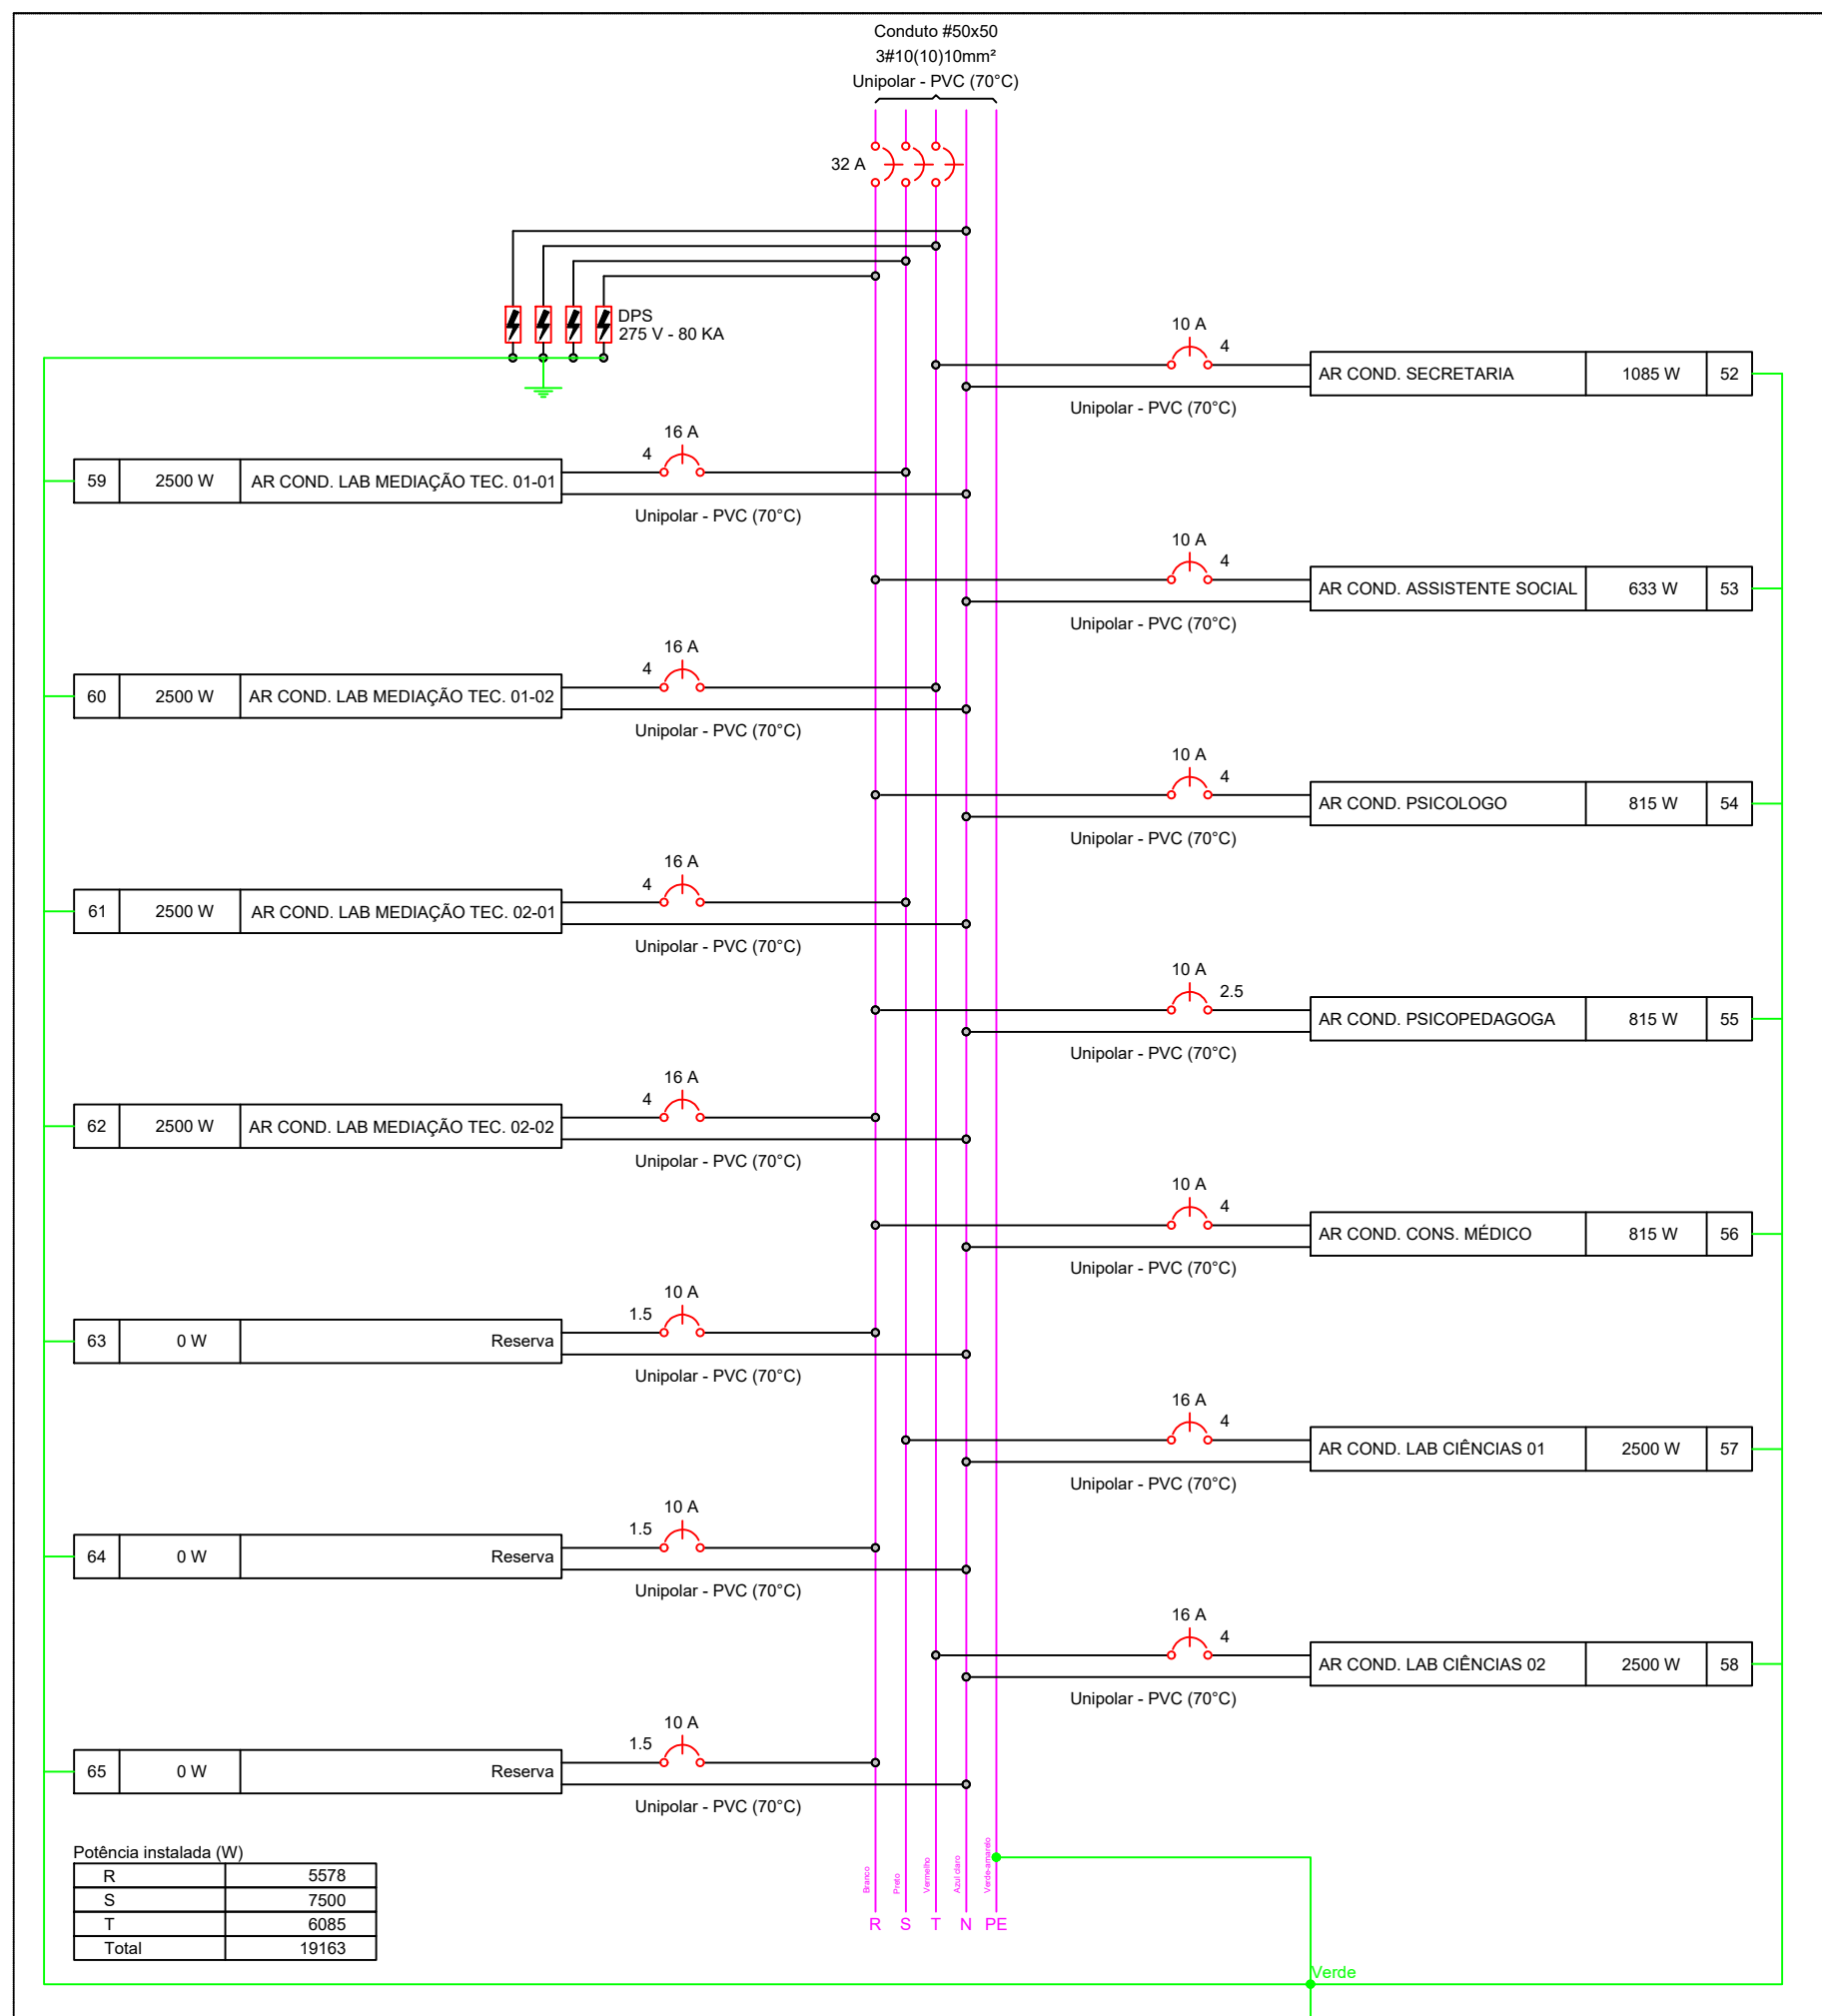 Conduto #50x50
3#10(10)10mm²
Unipolar - PVC (70°C)
32 A
DPS
275 V - 80 KA
10 A
4
AR COND. SECRETARIA 1085 W 52
Unipolar - PVC (70°C)
16 A
4
59 2500 W AR COND. LAB MEDIAÇÃO TEC. 01-01
Unipolar - PVC (70°C)
10 A
4
AR COND. ASSISTENTE SOCIAL 633 W 53
Unipolar - PVC (70°C)
16 A
4
60 2500 W AR COND. LAB MEDIAÇÃO TEC. 01-02
Unipolar - PVC (70°C)
10 A
4
AR COND. PSICOLOGO 815 W 54
Unipolar - PVC (70°C)
16 A
4
61 2500 W AR COND. LAB MEDIAÇÃO TEC. 02-01
Unipolar - PVC (70°C)
10 A
2.5
AR COND. PSICOPEDAGOGA 815 W 55
Unipolar - PVC (70°C)
16 A
4
62 2500 W AR COND. LAB MEDIAÇÃO TEC. 02-02
Unipolar - PVC (70°C)
10 A
4
AR COND. CONS. MÉDICO 815 W 56
Unipolar - PVC (70°C)
10 A
1.5
63 0 W Reserva
Unipolar - PVC (70°C)
16 A
4
AR COND. LAB CIÊNCIAS 01 2500 W 57
Unipolar - PVC (70°C)
10 A
1.5
64 0 W Reserva
Unipolar - PVC (70°C)
16 A
4
AR COND. LAB CIÊNCIAS 02 2500 W 58
Unipolar - PVC (70°C)
10 A
1.5
65 0 W Reserva
Unipolar - PVC (70°C)
Potência instalada (W)
R 5578
S 7500
T 6085
Total 19163
Branco
Preto
Vermelho
Azul claro
Verde-amarelo
R S T N PE
Verde